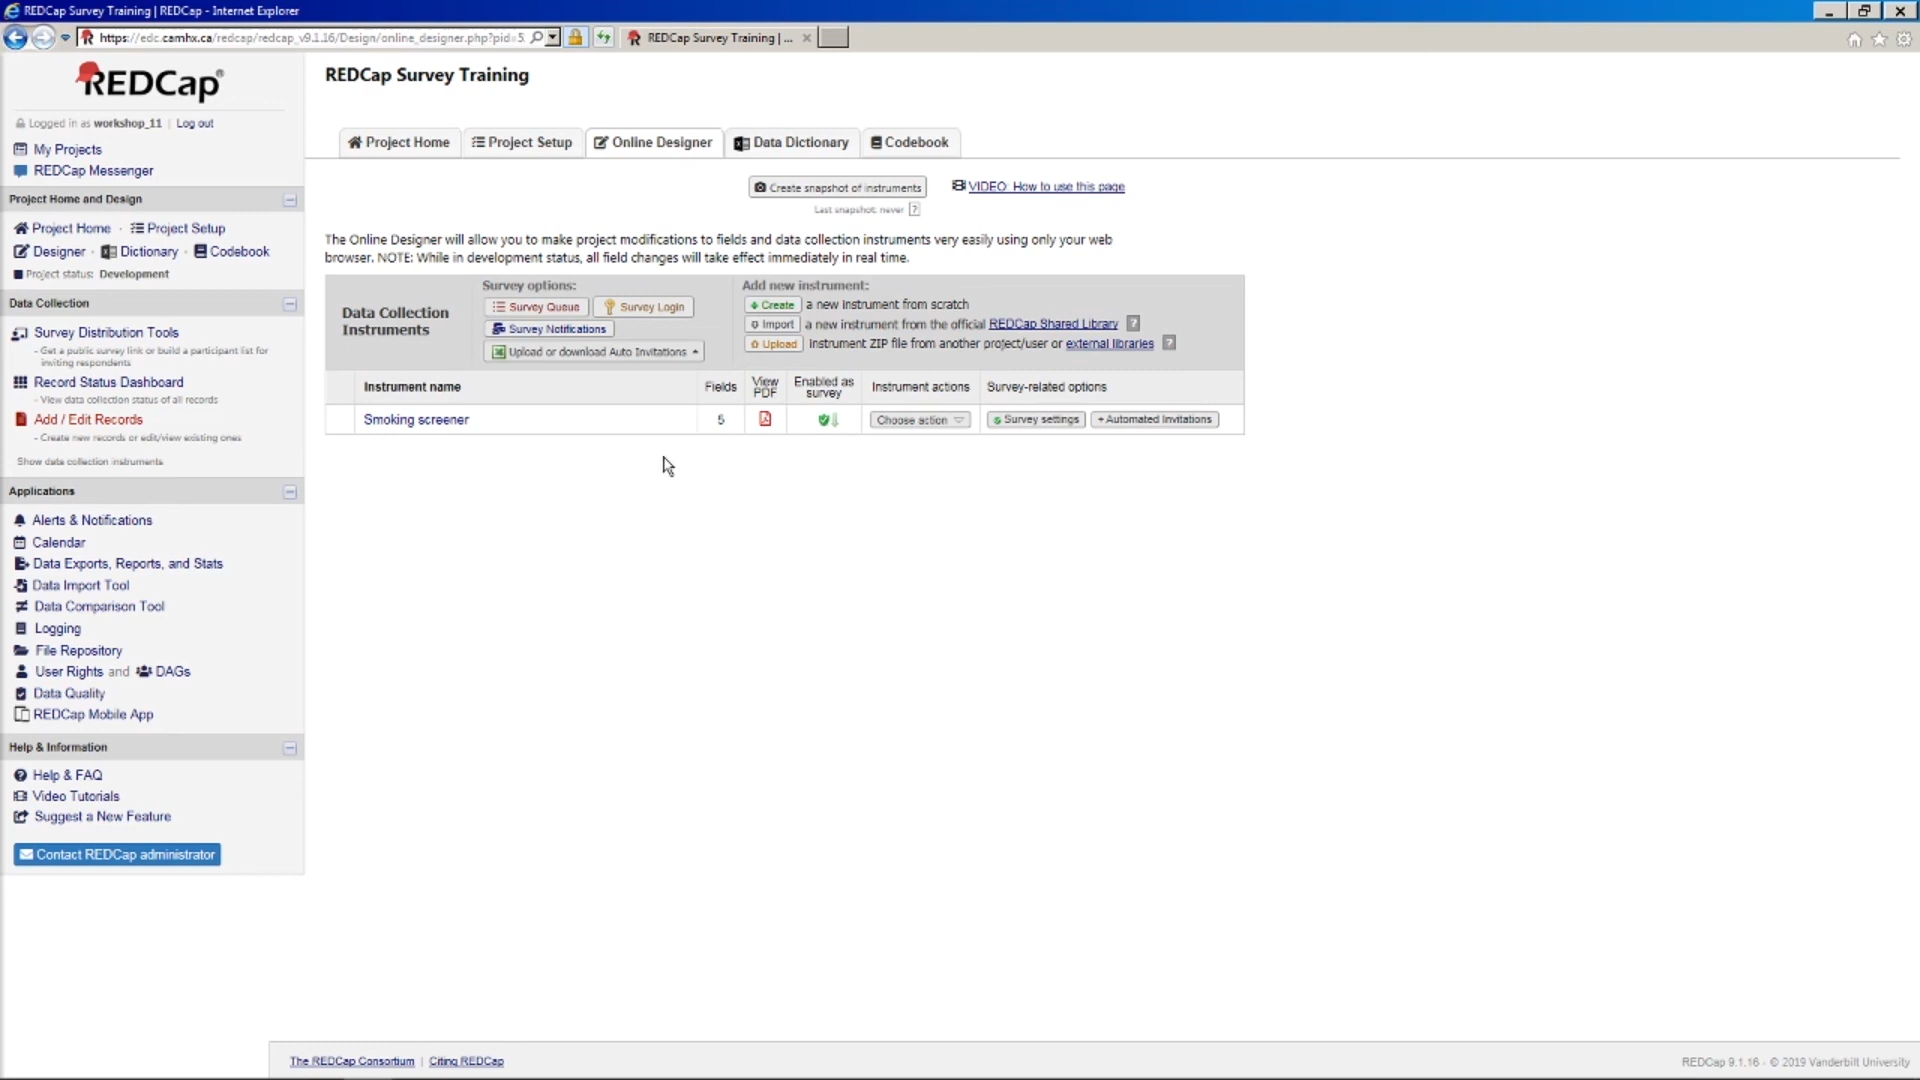 REDCap Survey Training | REDCap - Internet Explorer
https://edc.camhx.ca/redcap/redcap_v9.1.16/Design/online_designer.php?pid=5.
REDCap Survey Training | ...
REDCap®
Logged in as workshop_11 | Log out
My Projects
REDCap Messenger
Project Home and Design
Project Home · Project Setup
Designer · Dictionary · Codebook
Project status: Development
Data Collection
Survey Distribution Tools
- Get a public survey link or build a participant list for
inviting respondents
Record Status Dashboard
- View data collection status of all records
Add / Edit Records
- Create new records or edit/view existing ones
Show data collection instruments
Applications
Alerts & Notifications
Calendar
Data Exports, Reports, and Stats
Data Import Tool
Data Comparison Tool
Logging
File Repository
User Rights and DAGs
Data Quality
REDCap Mobile App
Help & Information
Help & FAQ
Video Tutorials
Suggest a New Feature
Contact REDCap administrator
REDCap Survey Training
Project Home Project Setup Online Designer Data Dictionary Codebook
Create snapshot of instruments VIDEO: How to use this page
Last snapshot: never ?
The Online Designer will allow you to make project modifications to fields and data collection instruments very easily using only your web
browser. NOTE: While in development status, all field changes will take effect immediately in real time.
Data Collection
Instruments
Survey options:
Survey Queue Survey Login
Survey Notifications
Upload or download Auto Invitations
Add new instrument:
Create a new instrument from scratch
Import a new instrument from the official REDCap Shared Library ?
Upload instrument ZIP file from another project/user or external libraries ?
Instrument name Fields View PDF Enabled as survey Instrument actions Survey-related options
Smoking screener 5 Choose action Survey settings +Automated Invitations
The REDCap Consortium | Citing REDCap
REDCap 9.1.16 - © 2019 Vanderbilt University